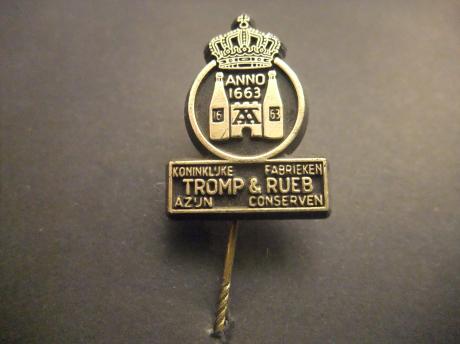 ANNO
1663
16 63
KONINKLIJKE FABRIEKEN
TROMP & RUEB
AZIJN CONSERVEN